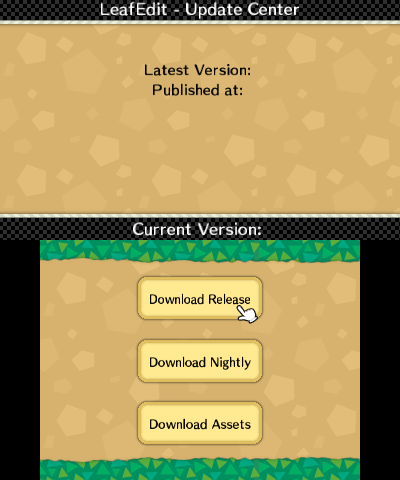 LeafEdit - Update Center
Latest Version:
Published at:
Current Version:
Download Release
Download Nightly
Download Assets